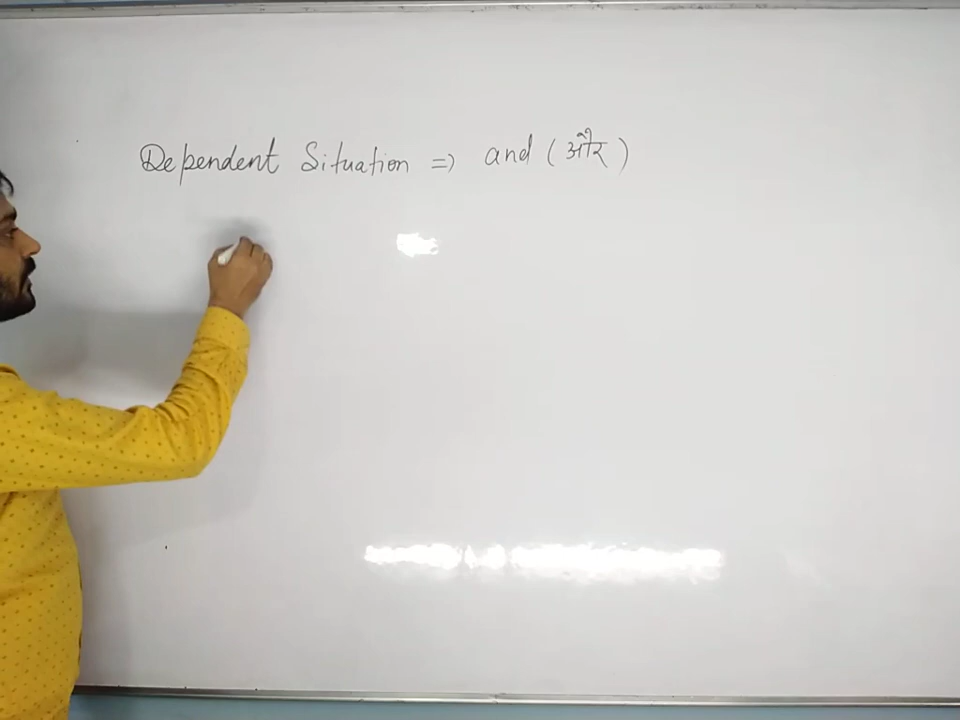 Dependent Situation => and (और)